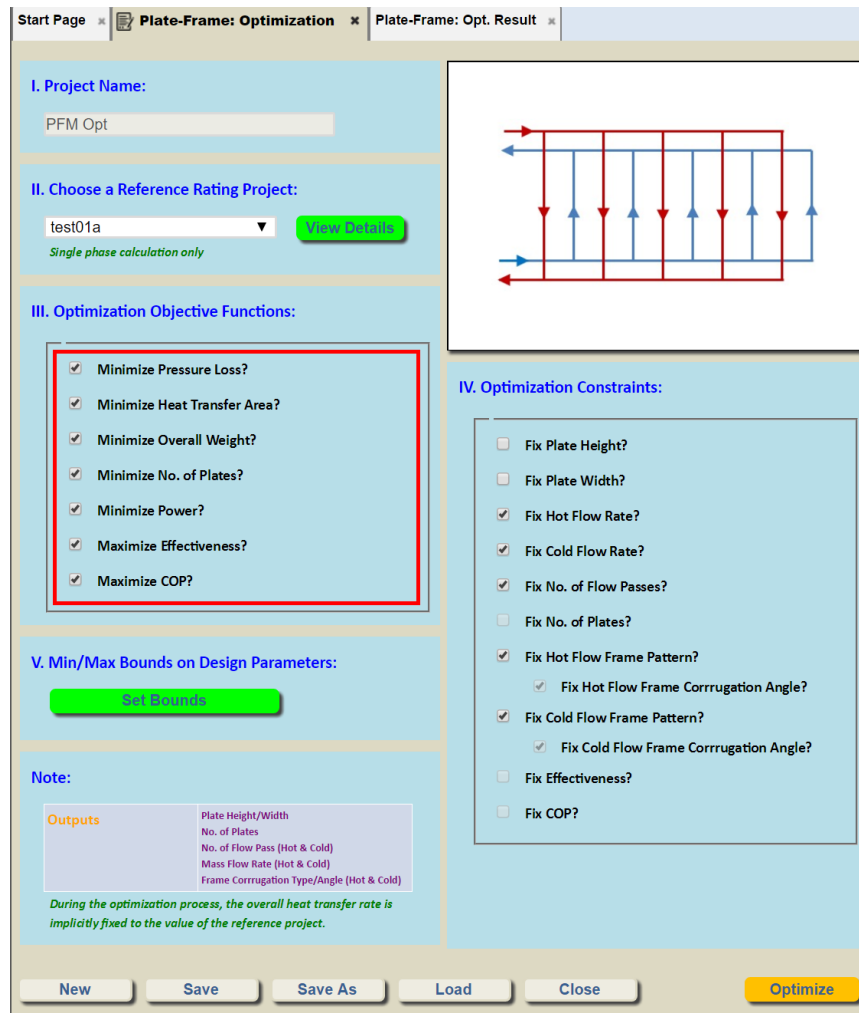 Start Page × Plate-Frame: Optimization × Plate-Frame: Opt. Result ×
I. Project Name:
PFM Opt
II. Choose a Reference Rating Project:
test01a ▼ View Details
Single phase calculation only
III. Optimization Objective Functions:
Minimize Pressure Loss?
Minimize Heat Transfer Area?
Minimize Overall Weight?
Minimize No. of Plates?
Minimize Power?
Maximize Effectiveness?
Maximize COP?
IV. Optimization Constraints:
Fix Plate Height?
Fix Plate Width?
Fix Hot Flow Rate?
Fix Cold Flow Rate?
Fix No. of Flow Passes?
Fix No. of Plates?
Fix Hot Flow Frame Pattern?
Fix Hot Flow Frame Corrrugation Angle?
Fix Cold Flow Frame Pattern?
Fix Cold Flow Frame Corrrugation Angle?
Fix Effectiveness?
Fix COP?
V. Min/Max Bounds on Design Parameters:
Set Bounds
Note:
Outputs
Plate Height/Width
No. of Plates
No. of Flow Pass (Hot & Cold)
Mass Flow Rate (Hot & Cold)
Frame Corrrugation Type/Angle (Hot & Cold)
During the optimization process, the overall heat transfer rate is
implicitly fixed to the value of the reference project.
New Save Save As Load Close Optimize